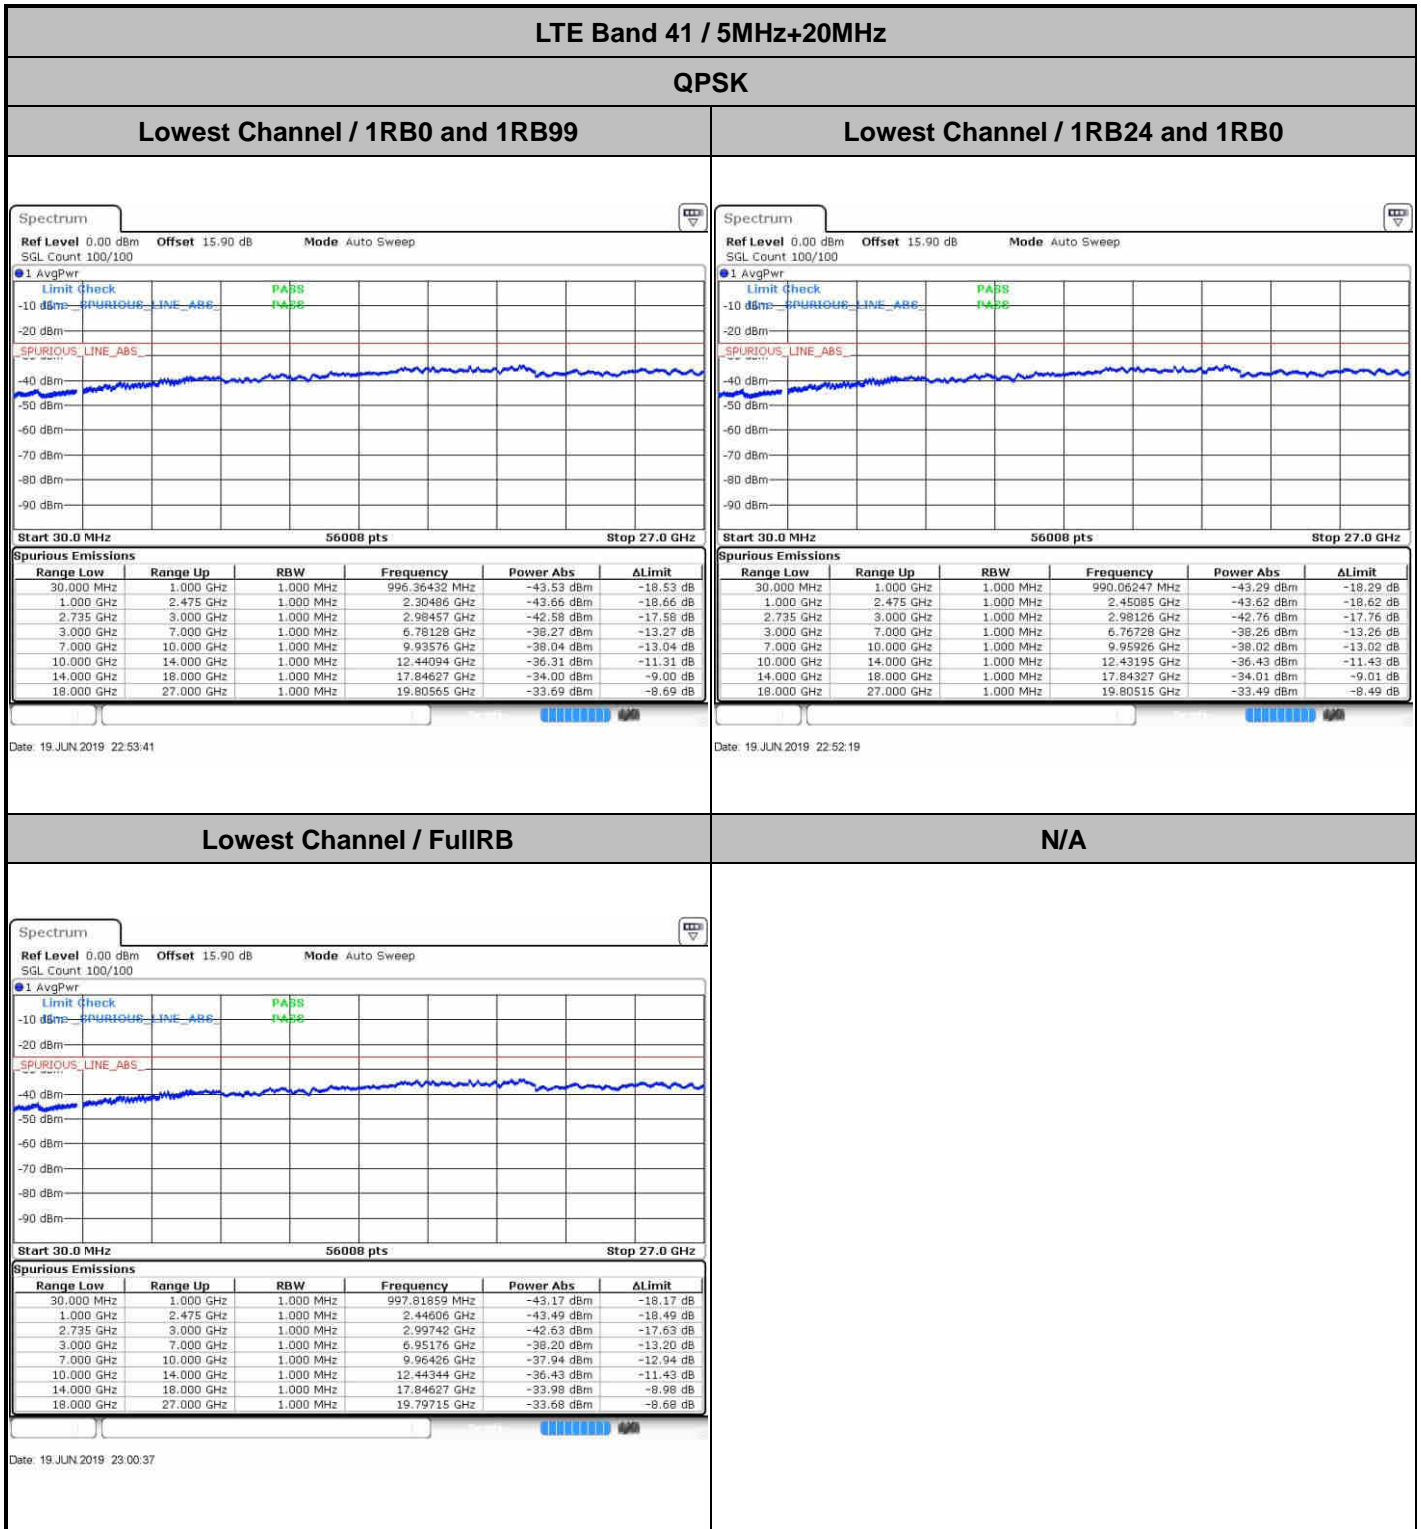 LTE Band 41 / 5MHz+20MHz
QPSK
Lowest Channel / 1RB0 and 1RB99
Lowest Channel / 1RB24 and 1RB0
Spectrum
Ref Level 0.00 dBm Offset 15.90 dB Mode Auto Sweep
SGL Count 100/100
1 AvgPwr
Limit Check PASS
Line _SPURIOUS_LINE_ABS_ PASS
-10 dBm
-20 dBm
_SPURIOUS_LINE_ABS_
-40 dBm
-50 dBm
-60 dBm
-70 dBm
-80 dBm
-90 dBm
Start 30.0 MHz 56008 pts Stop 27.0 GHz
Spurious Emissions
Range Low Range Up RBW Frequency Power Abs ΔLimit
30.000 MHz 1.000 GHz 1.000 MHz 996.36432 MHz -43.53 dBm -18.53 dB
1.000 GHz 2.475 GHz 1.000 MHz 2.30486 GHz -43.66 dBm -18.66 dB
2.735 GHz 3.000 GHz 1.000 MHz 2.98457 GHz -42.58 dBm -17.58 dB
3.000 GHz 7.000 GHz 1.000 MHz 6.78128 GHz -38.27 dBm -13.27 dB
7.000 GHz 10.000 GHz 1.000 MHz 9.93576 GHz -38.04 dBm -13.04 dB
10.000 GHz 14.000 GHz 1.000 MHz 12.44094 GHz -36.31 dBm -11.31 dB
14.000 GHz 18.000 GHz 1.000 MHz 17.84627 GHz -34.00 dBm -9.00 dB
18.000 GHz 27.000 GHz 1.000 MHz 19.80565 GHz -33.69 dBm -8.69 dB
Date: 19.JUN.2019 22:53:41
Spectrum
Ref Level 0.00 dBm Offset 15.90 dB Mode Auto Sweep
SGL Count 100/100
1 AvgPwr
Limit Check PASS
Line _SPURIOUS_LINE_ABS_ PASS
-10 dBm
-20 dBm
_SPURIOUS_LINE_ABS_
-40 dBm
-50 dBm
-60 dBm
-70 dBm
-80 dBm
-90 dBm
Start 30.0 MHz 56008 pts Stop 27.0 GHz
Spurious Emissions
Range Low Range Up RBW Frequency Power Abs ΔLimit
30.000 MHz 1.000 GHz 1.000 MHz 990.06247 MHz -43.29 dBm -18.29 dB
1.000 GHz 2.475 GHz 1.000 MHz 2.45085 GHz -43.62 dBm -18.62 dB
2.735 GHz 3.000 GHz 1.000 MHz 2.98126 GHz -42.76 dBm -17.76 dB
3.000 GHz 7.000 GHz 1.000 MHz 6.76728 GHz -38.26 dBm -13.26 dB
7.000 GHz 10.000 GHz 1.000 MHz 9.95926 GHz -38.02 dBm -13.02 dB
10.000 GHz 14.000 GHz 1.000 MHz 12.43195 GHz -36.43 dBm -11.43 dB
14.000 GHz 18.000 GHz 1.000 MHz 17.84327 GHz -34.01 dBm -9.01 dB
18.000 GHz 27.000 GHz 1.000 MHz 19.80515 GHz -33.49 dBm -8.49 dB
Date: 19.JUN.2019 22:52:19
Lowest Channel / FullRB
N/A
Spectrum
Ref Level 0.00 dBm Offset 15.90 dB Mode Auto Sweep
SGL Count 100/100
1 AvgPwr
Limit Check PASS
Line _SPURIOUS_LINE_ABS_ PASS
-10 dBm
-20 dBm
_SPURIOUS_LINE_ABS_
-40 dBm
-50 dBm
-60 dBm
-70 dBm
-80 dBm
-90 dBm
Start 30.0 MHz 56008 pts Stop 27.0 GHz
Spurious Emissions
Range Low Range Up RBW Frequency Power Abs ΔLimit
30.000 MHz 1.000 GHz 1.000 MHz 997.81859 MHz -43.17 dBm -18.17 dB
1.000 GHz 2.475 GHz 1.000 MHz 2.44606 GHz -43.49 dBm -18.49 dB
2.735 GHz 3.000 GHz 1.000 MHz 2.99742 GHz -42.63 dBm -17.63 dB
3.000 GHz 7.000 GHz 1.000 MHz 6.95176 GHz -38.20 dBm -13.20 dB
7.000 GHz 10.000 GHz 1.000 MHz 9.96426 GHz -37.94 dBm -12.94 dB
10.000 GHz 14.000 GHz 1.000 MHz 12.44344 GHz -36.43 dBm -11.43 dB
14.000 GHz 18.000 GHz 1.000 MHz 17.84627 GHz -33.98 dBm -8.98 dB
18.000 GHz 27.000 GHz 1.000 MHz 19.79715 GHz -33.68 dBm -8.68 dB
Date: 19.JUN.2019 23:00:37